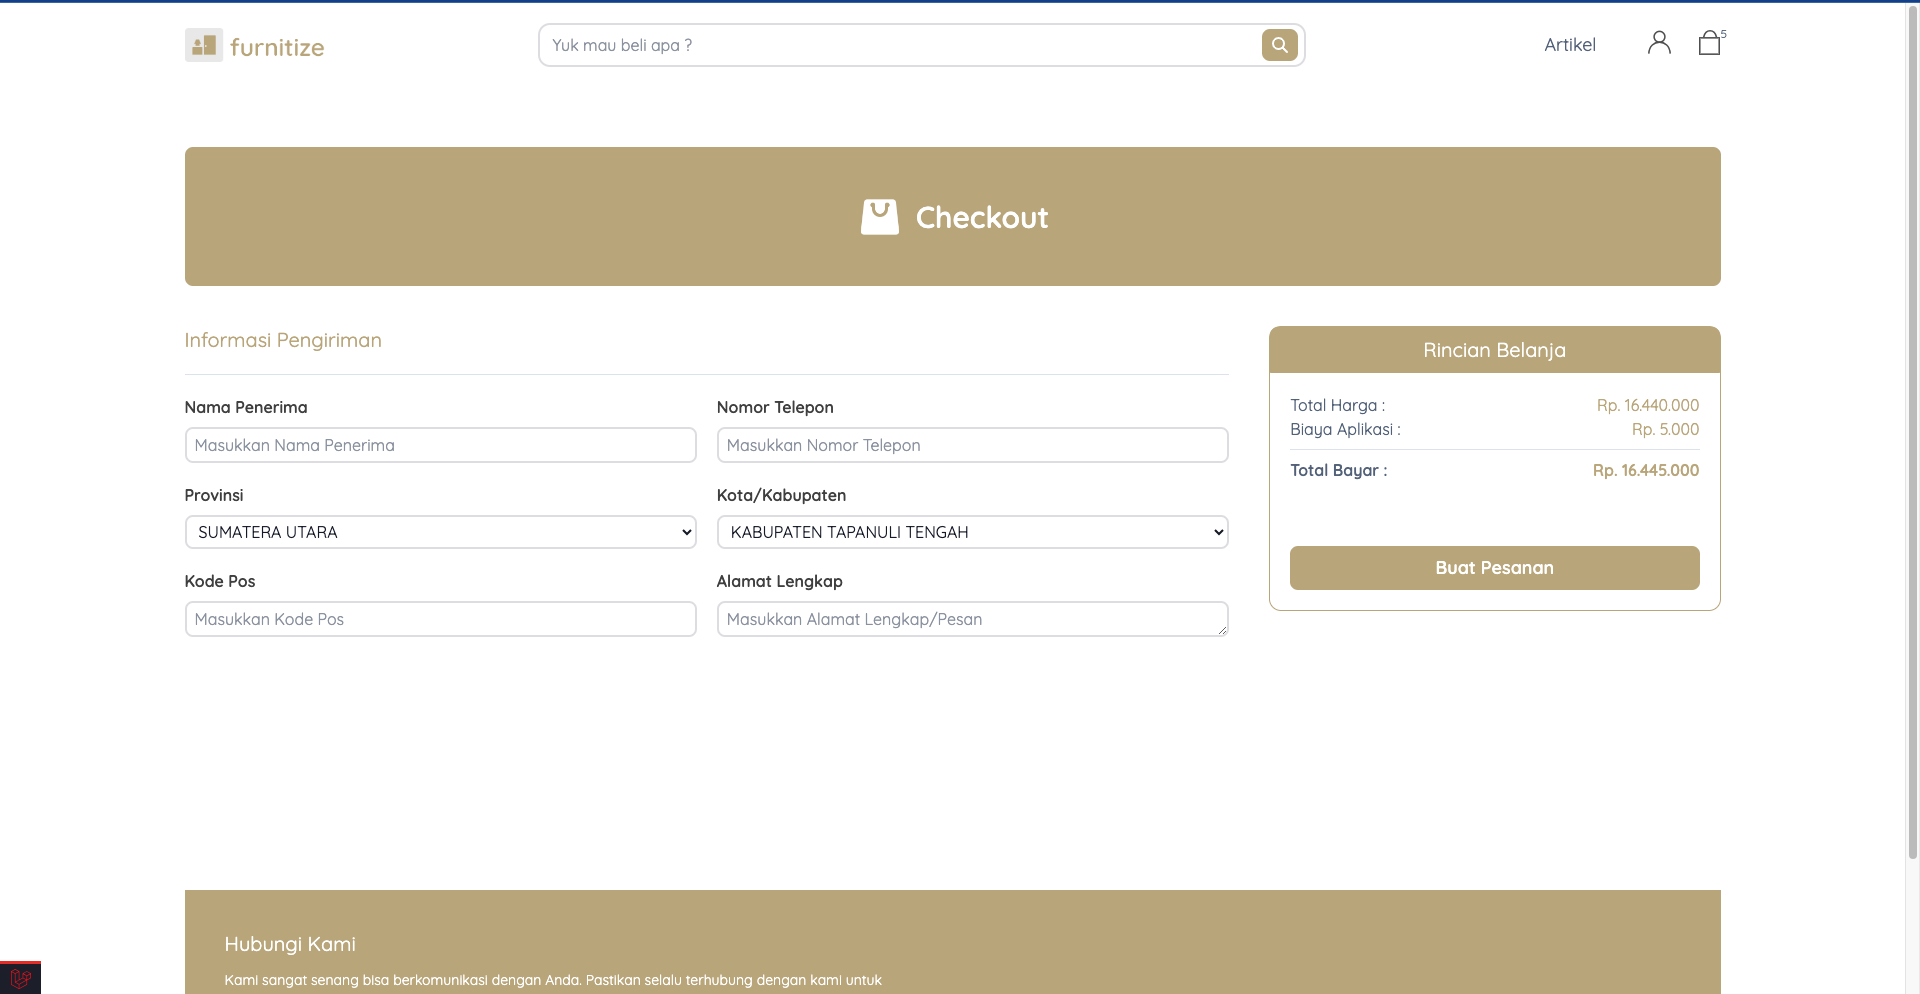 furnitize
Yuk mau beli apa ?
Artikel
5
Checkout
Informasi Pengiriman
Nama Penerima
Nomor Telepon
Masukkan Nama Penerima
Masukkan Nomor Telepon
Provinsi
Kota/Kabupaten
SUMATERA UTARA
KABUPATEN TAPANULI TENGAH
Kode Pos
Alamat Lengkap
Masukkan Kode Pos
Masukkan Alamat Lengkap/Pesan
Rincian Belanja
Total Harga : Rp. 16.440.000
Biaya Aplikasi : Rp. 5.000
Total Bayar : Rp. 16.445.000
Buat Pesanan
Hubungi Kami
Kami sangat senang bisa berkomunikasi dengan Anda. Pastikan selalu terhubung dengan kami untuk